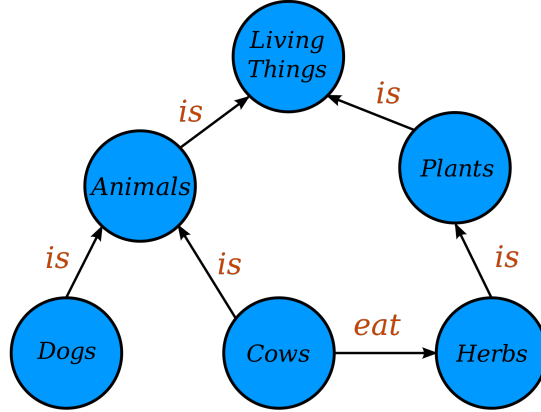 Living
Things
is
is
Animals
Plants
is
is
is
eat
Dogs
Cows
Herbs